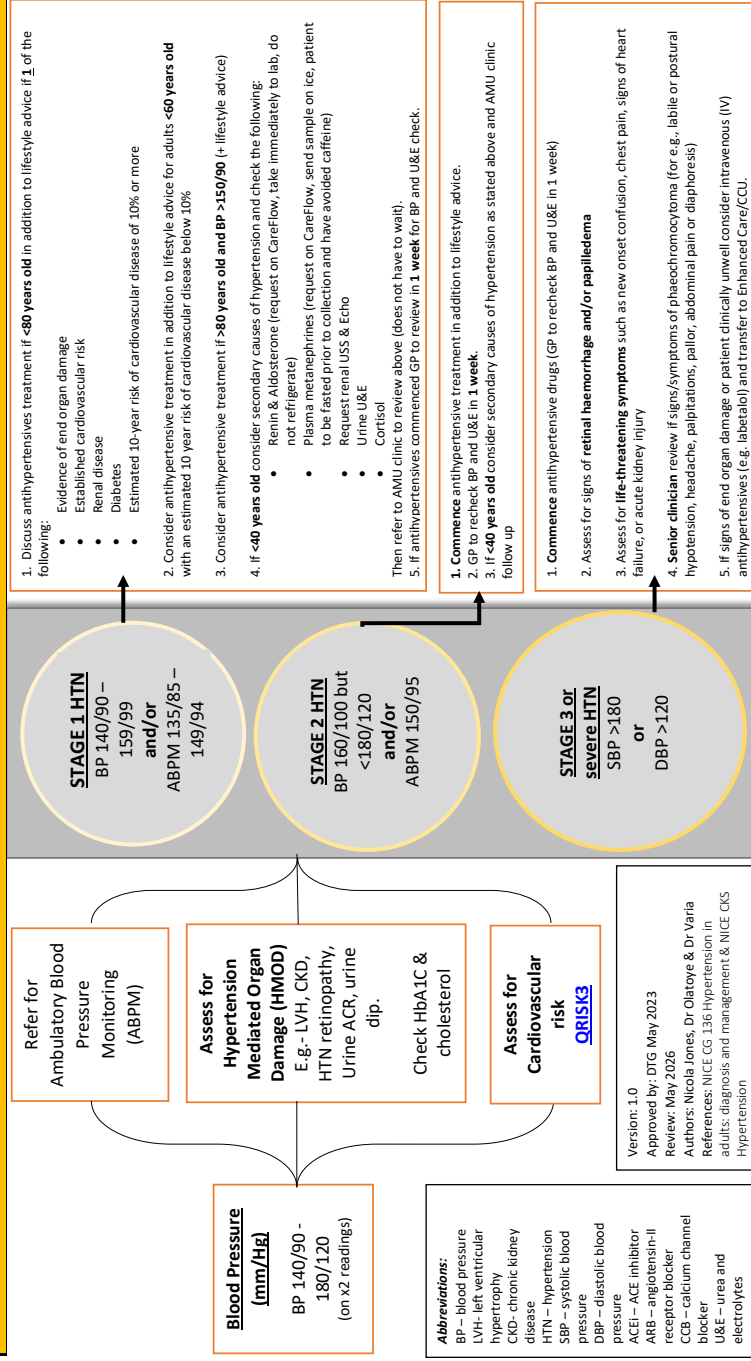 Blood Pressure
(mm/Hg)
BP 140/90 -
180/120
(on x2 readings)
Refer for
Ambulatory Blood
Pressure
Monitoring
(ABPM)
Assess for
Hypertension
Mediated Organ
Damage (HMOD)
E.g.- LVH, CKD,
HTN retinopathy,
Urine ACR, urine
dip.
Check HbA1C &
cholesterol
Assess for
Cardiovascular
risk
QRISK3
STAGE 1 HTN
BP 140/90 –
159/99
and/or
ABPM 135/85 –
149/94
STAGE 2 HTN
BP 160/100 but
<180/120
and/or
ABPM 150/95
STAGE 3 or
severe HTN
SBP >180
or
DBP >120
1. Discuss antihypertensives treatment if <80 years old in addition to lifestyle advice if 1 of the
following:
• Evidence of end organ damage
• Established cardiovascular risk
• Renal disease
• Diabetes
• Estimated 10-year risk of cardiovascular disease of 10% or more
2. Consider antihypertensive treatment in addition to lifestyle advice for adults <60 years old
with an estimated 10 year risk of cardiovascular disease below 10%
3. Consider antihypertensive treatment if >80 years old and BP >150/90 (+ lifestyle advice)
4. If <40 years old consider secondary causes of hypertension and check the following:
• Renin & Aldosterone (request on CareFlow, take immediately to lab, do
not refrigerate)
• Plasma metanephrines (request on CareFlow, send sample on ice, patient
to be fasted prior to collection and have avoided caffeine)
• Request renal USS & Echo
• Urine U&E
• Cortisol
Then refer to AMU clinic to review above (does not have to wait).
5. If antihypertensives commenced GP to review in 1 week for BP and U&E check.
1. Commence antihypertensive treatment in addition to lifestyle advice.
2. GP to recheck BP and U&E in 1 week.
3. If <40 years old consider secondary causes of hypertension as stated above and AMU clinic
follow up
1. Commence antihypertensive drugs (GP to recheck BP and U&E in 1 week)
2. Assess for signs of retinal haemorrhage and/or papilledema
3. Assess for life-threatening symptoms such as new onset confusion, chest pain, signs of heart
failure, or acute kidney injury
4. Senior clinician review if signs/symptoms of phaeochromocytoma (for e.g., labile or postural
hypotension, headache, palpitations, pallor, abdominal pain or diaphoresis)
5. If signs of end organ damage or patient clinically unwell consider intravenous (IV)
antihypertensives (e.g. labetalol) and transfer to Enhanced Care/CCU.
Abbreviations:
BP – blood pressure
LVH- left ventricular
hypertrophy
CKD- chronic kidney
disease
HTN – hypertension
SBP – systolic blood
pressure
DBP – diastolic blood
pressure
ACEi – ACE inhibitor
ARB – angiotensin-II
receptor blocker
CCB – calcium channel
blocker
U&E – urea and
electrolytes
Version: 1.0
Approved by: DTG May 2023
Review: May 2026
Authors: Nicola Jones, Dr Olatoye & Dr Varia
References: NICE CG 136 Hypertension in
adults: diagnosis and management & NICE CKS
Hypertension